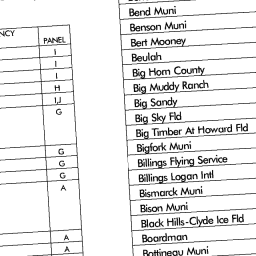 NCY
PANEL
I
I
I
H
I,J
G
G
G
G
A
A
A
Bend Muni
Benson Muni
Bert Mooney
Beulah
Big Horn County
Big Muddy Ranch
Big Sandy
Big Sky Fld
Big Timber At Howard Fld
Bigfork Muni
Billings Flying Service
Billings Logan Intl
Bismarck Muni
Bison Muni
Black Hills-Clyde Ice Fld
Boardman
Bottineau Muni